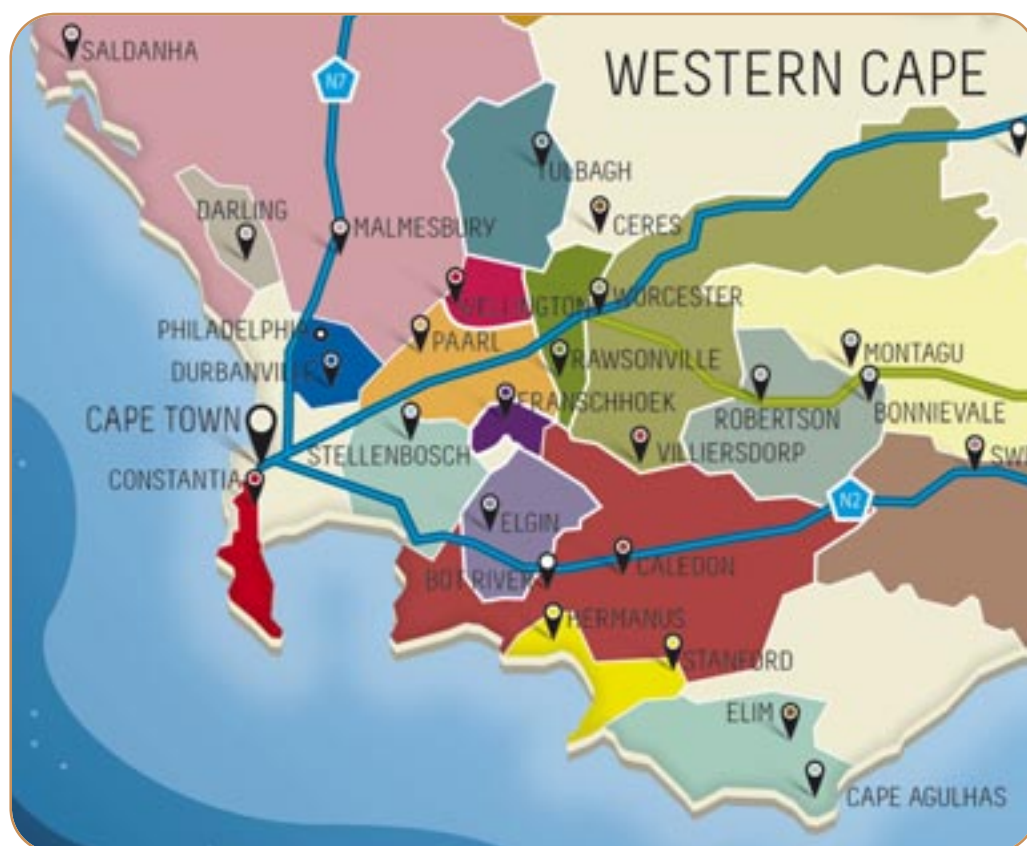 SALDANHA
WESTERN CAPE
N7
TULBAGH
DARLING
MALMESBURY
CERES
WELLINGTON
WORCESTER
PHILADELPHIA
PAARL
RAWSONVILLE
MONTAGU
DURBANVILLE
FRANSCHHOEK
ROBERTSON
BONNIEVALE
CAPE TOWN
STELLENBOSCH
VILLIERSDORP
SWE
CONSTANTIA
N2
ELGIN
BOT RIVER
CALEDON
HERMANUS
STANFORD
ELIM
CAPE AGULHAS